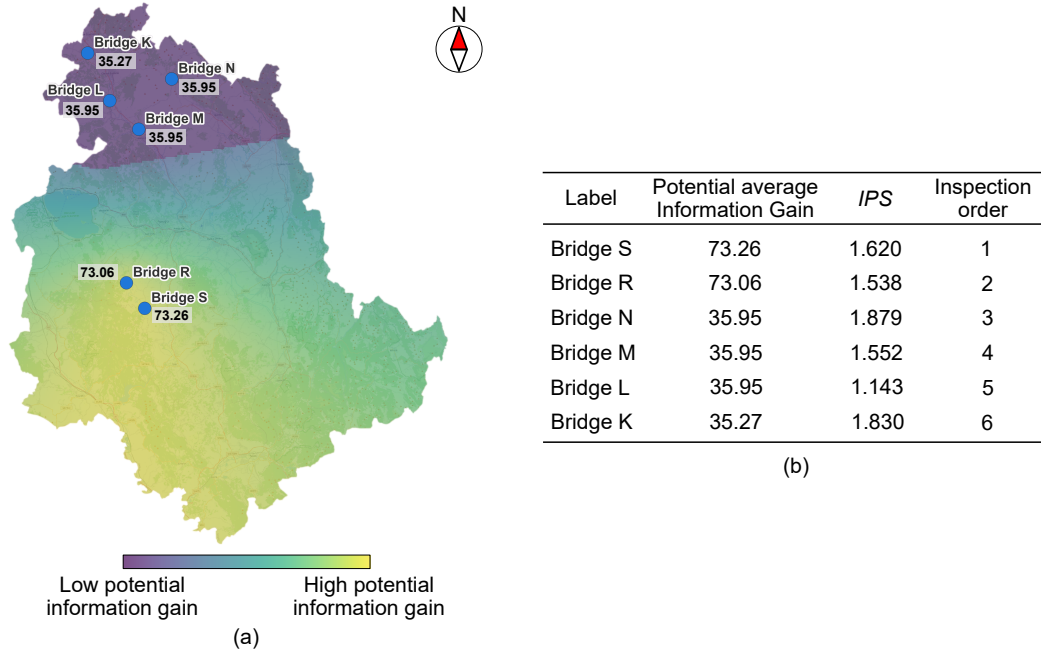 N
Bridge K
35.27
Bridge N
35.95
Bridge L
35.95
Bridge M
35.95
73.06
Bridge R
Bridge S
73.26
Low potential
information gain
High potential
information gain
(a)
Label Potential average Information Gain IPS Inspection order
Bridge S 73.26 1.620 1
Bridge R 73.06 1.538 2
Bridge N 35.95 1.879 3
Bridge M 35.95 1.552 4
Bridge L 35.95 1.143 5
Bridge K 35.27 1.830 6
(b)